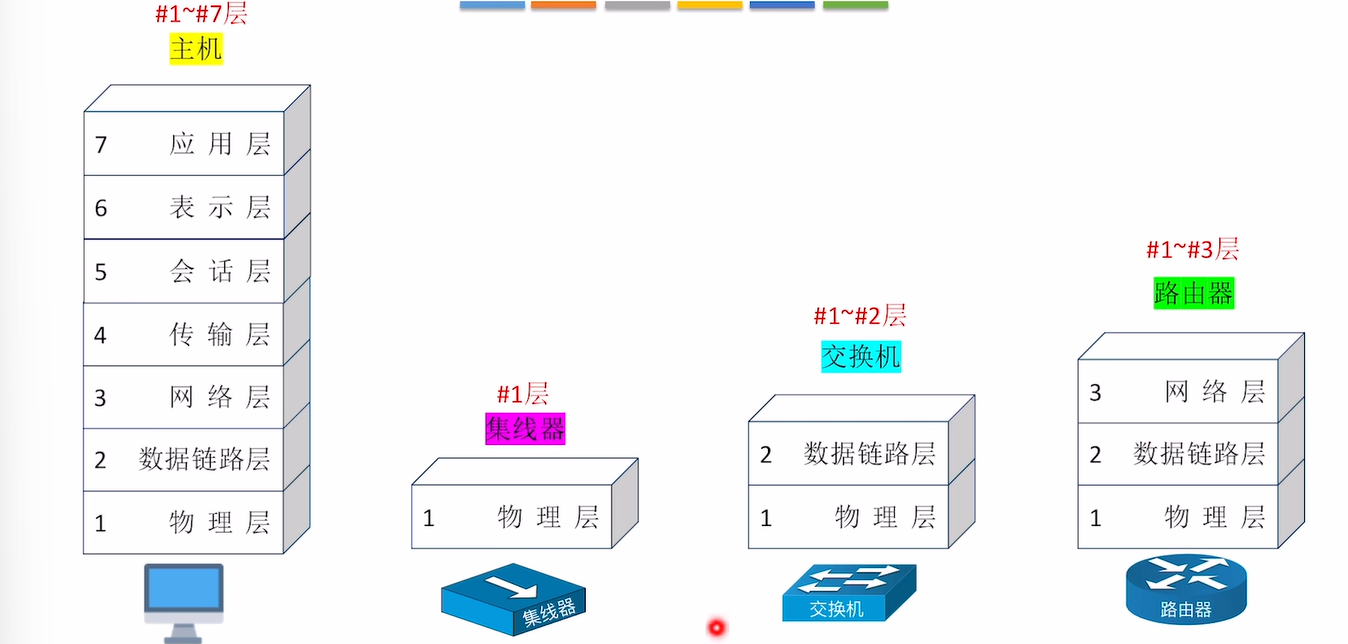 #1~#7层
主机
7 应用层
6 表示层
5 会话层
4 传输层
3 网络层
2 数据链路层
1 物理层
#1层
集线器
1 物理层
集线器
#1~#2层
交换机
2 数据链路层
1 物理层
交换机
#1~#3层
路由器
3 网络层
2 数据链路层
1 物理层
路由器